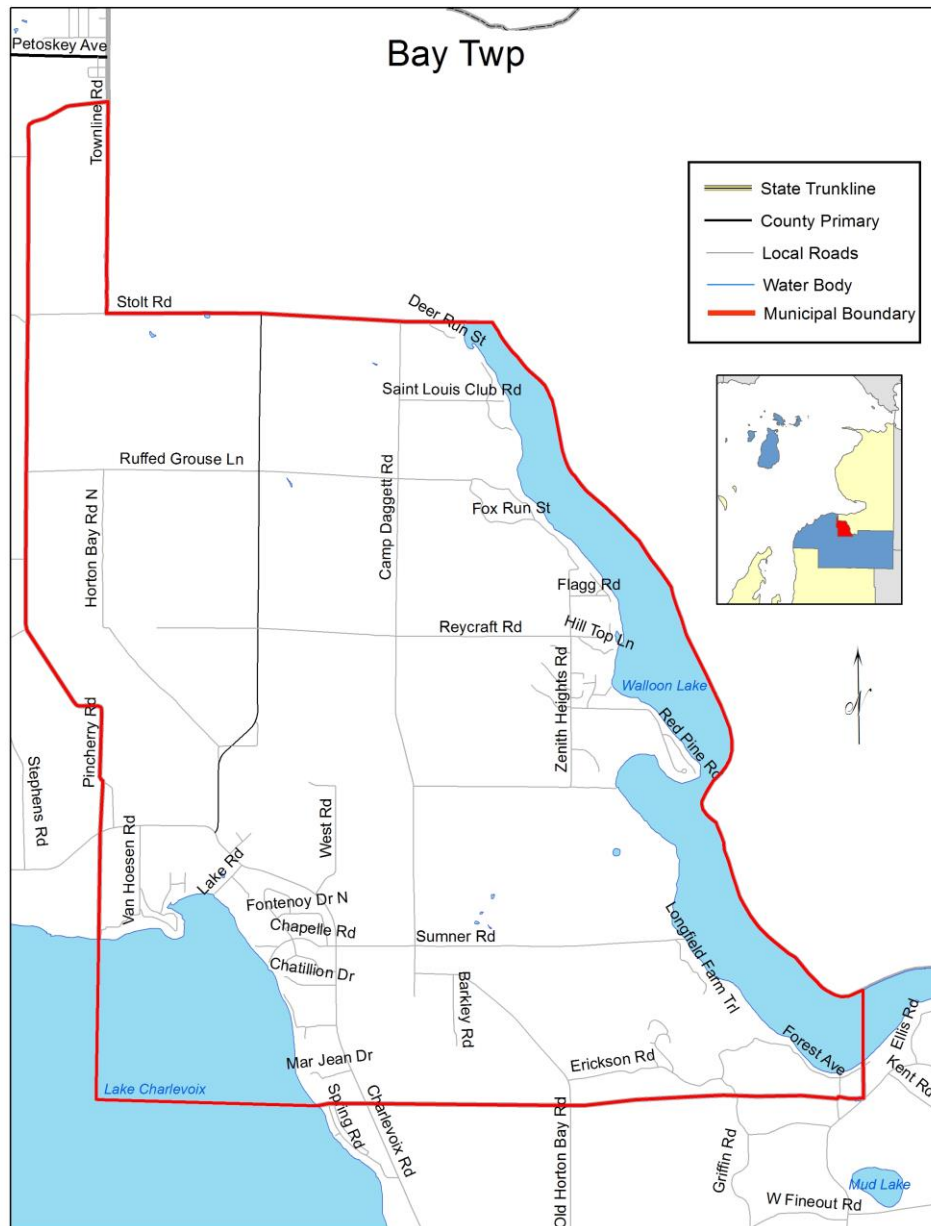 Bay Twp
Petoskey Ave
Townline Rd
State Trunkline
County Primary
Local Roads
Water Body
Municipal Boundary
Stolt Rd
Deer Run St
Saint Louis Club Rd
Ruffed Grouse Ln
Camp Daggett Rd
Fox Run St
Horton Bay Rd N
Flagg Rd
Reycraft Rd
Hill Top Ln
Zenith Heights Rd
Walloon Lake
Red Pine Rd
Pincherry Rd
Stephens Rd
Van Hoesen Rd
West Rd
Lake Rd
Fontenoy Dr N
Chapelle Rd
Sumner Rd
Longfield Farm Trl
Chatillion Dr
Barkley Rd
Ellis Rd
Forest Ave
Erickson Rd
Mar Jean Dr
Kent Rd
Lake Charlevoix
Spring Rd
Charlevoix Rd
Old Horton Bay Rd
Griffin Rd
Mud Lake
W Fineout Rd
N